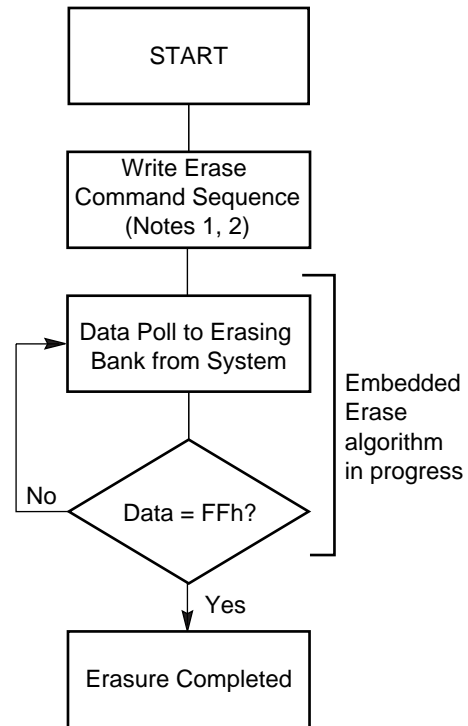 START
Write Erase
Command Sequence
(Notes 1, 2)
Data Poll to Erasing
Bank from System
Embedded
Erase
algorithm
in progress
No
Data = FFh?
Yes
Erasure Completed